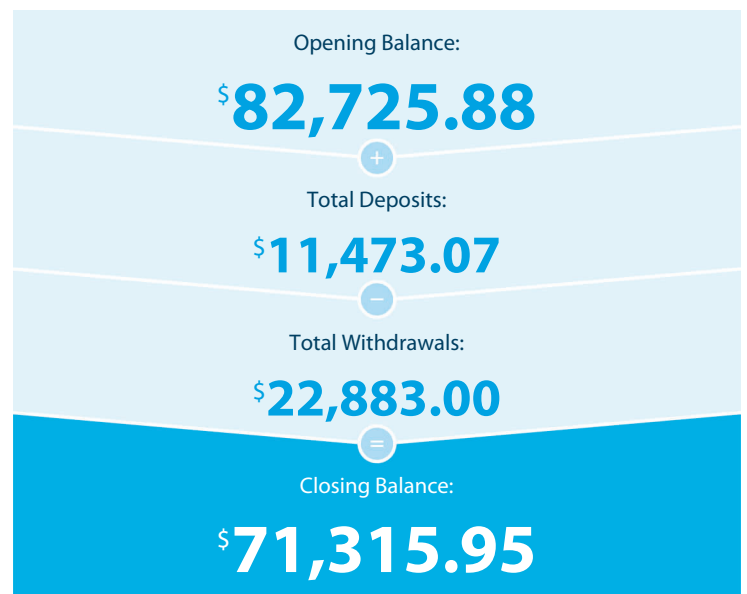 Opening Balance:
$82,725.88
+
Total Deposits:
$11,473.07
−
Total Withdrawals:
$22,883.00
=
Closing Balance:
$71,315.95